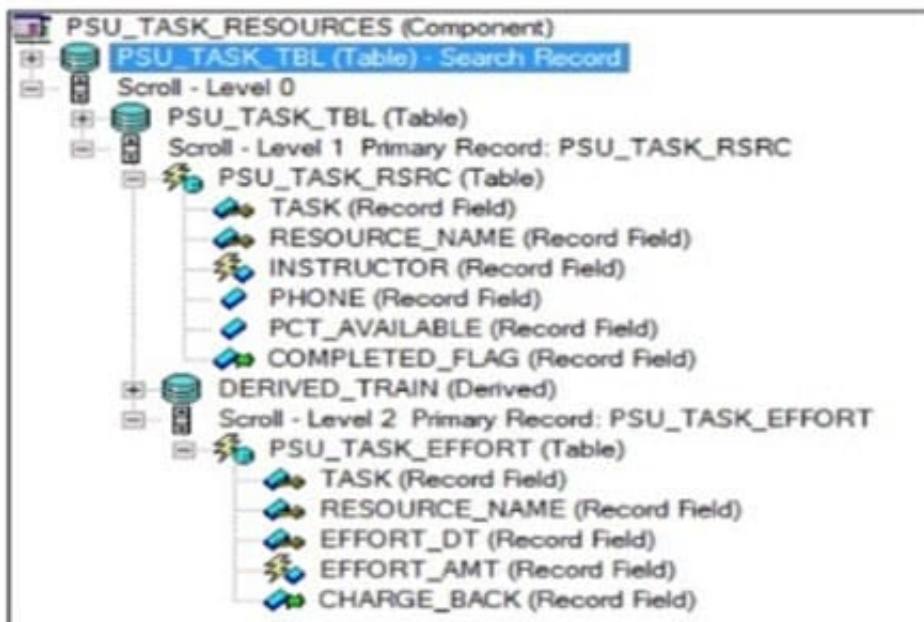 PSU_TASK_RESOURCES (Component)
PSU_TASK_TBL (Table) - Search Record
Scroll - Level 0
PSU_TASK_TBL (Table)
Scroll - Level 1 Primary Record: PSU_TASK_RSRC
PSU_TASK_RSRC (Table)
TASK (Record Field)
RESOURCE_NAME (Record Field)
INSTRUCTOR (Record Field)
PHONE (Record Field)
PCT_AVAILABLE (Record Field)
COMPLETED_FLAG (Record Field)
DERIVED_TRAIN (Derived)
Scroll - Level 2 Primary Record: PSU_TASK_EFFORT
PSU_TASK_EFFORT (Table)
TASK (Record Field)
RESOURCE_NAME (Record Field)
EFFORT_DT (Record Field)
EFFORT_AMT (Record Field)
CHARGE_BACK (Record Field)